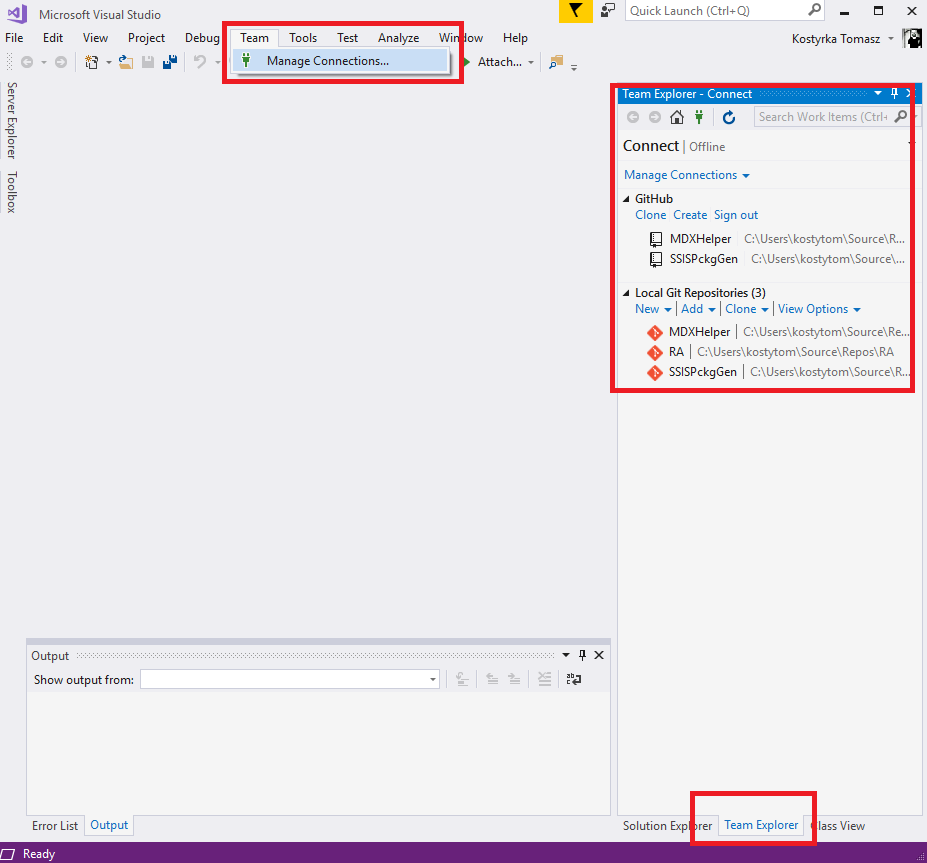 Microsoft Visual Studio
Quick Launch (Ctrl+Q)
File Edit View Project Debug Team Tools Test Analyze Window Help
Kostyrka Tomasz
Manage Connections...
Attach...
Server Explorer
Toolbox
Team Explorer - Connect
Search Work Items (Ctrl+
Connect | Offline
Manage Connections
GitHub
Clone Create Sign out
MDXHelper C:\Users\kostytom\Source\R...
SSISPckgGen C:\Users\kostytom\Source\...
Local Git Repositories (3)
New | Add | Clone | View Options
MDXHelper | C:\Users\kostytom\Source\Re...
RA | C:\Users\kostytom\Source\Repos\RA
SSISPckgGen | C:\Users\kostytom\Source\R...
Output
Show output from:
Error List Output
Solution Explorer Team Explorer Class View
Ready